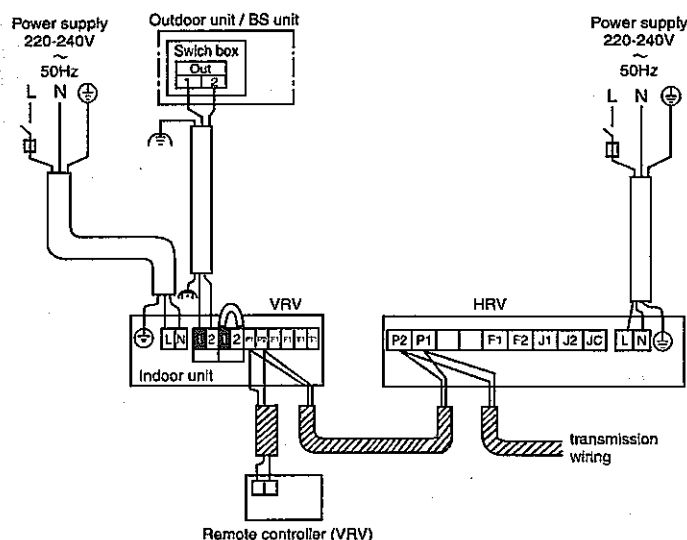 Power supply
220-240V
~
50Hz
L N
Outdoor unit / BS unit
Swich box
Out
1 2
Power supply
220-240V
~
50Hz
L N
VRV
L N 1 2 1 2 P1 P2 F1 F1 T1
Indoor unit
HRV
P2 P1 F1 F2 J1 J2 JC L N
transmission
wiring
Remote controller (VRV)